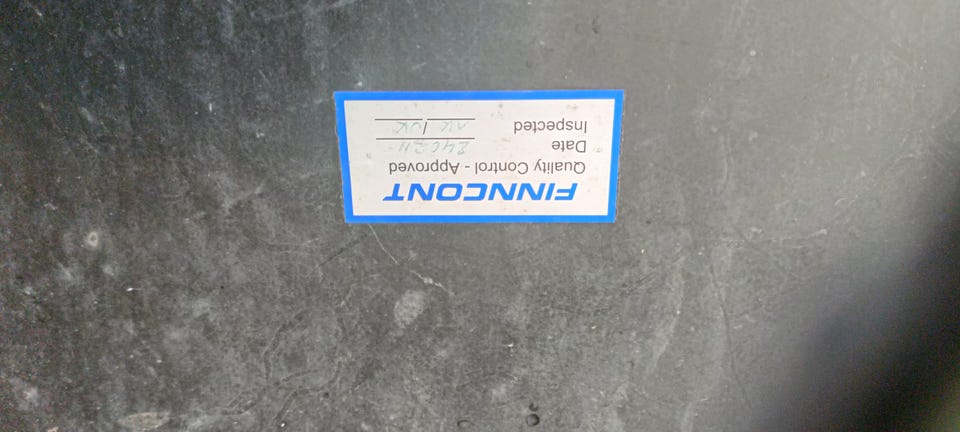 FINNCONT
Quality Control - Approved
Date
Inspected /